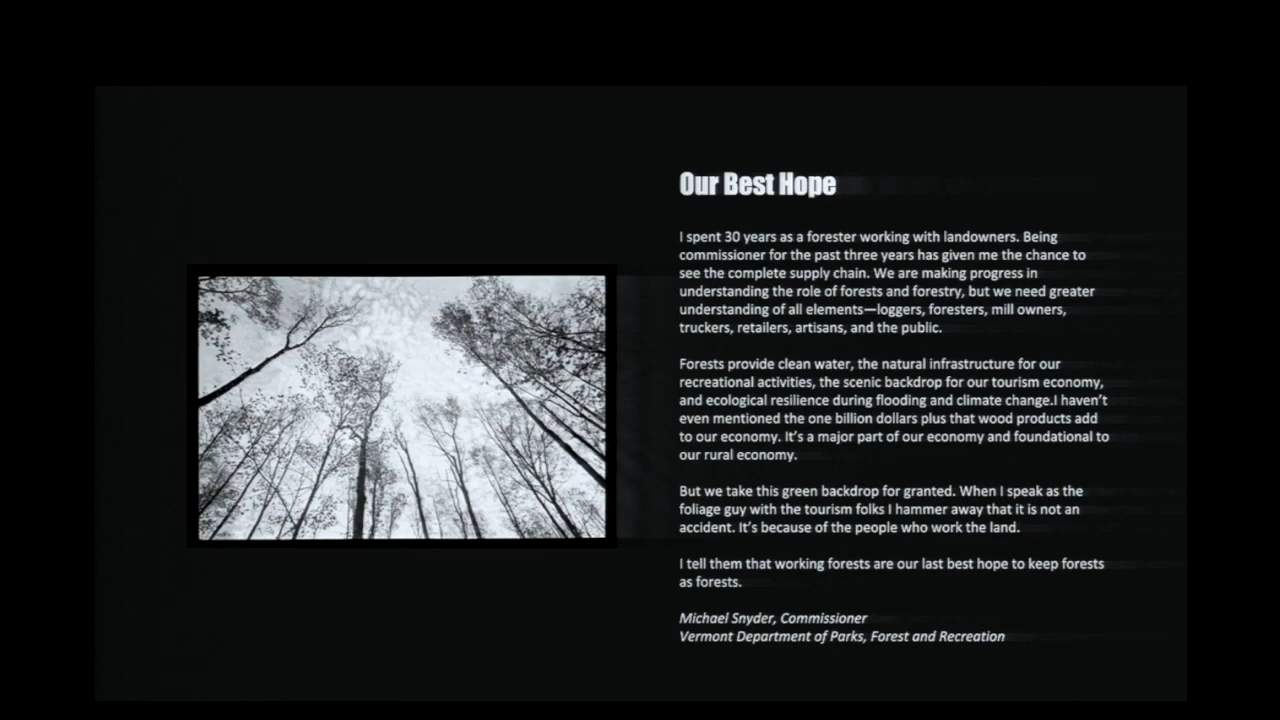 Our Best Hope
I spent 30 years as a forester working with landowners. Being
commissioner for the past three years has given me the chance to
see the complete supply chain. We are making progress in
understanding the role of forests and forestry, but we need greater
understanding of all elements—loggers, foresters, mill owners,
truckers, retailers, artisans, and the public.
Forests provide clean water, the natural infrastructure for our
recreational activities, the scenic backdrop for our tourism economy,
and ecological resilience during flooding and climate change.I haven't
even mentioned the one billion dollars plus that wood products add
to our economy. It's a major part of our economy and foundational to
our rural economy.
But we take this green backdrop for granted. When I speak as the
foliage guy with the tourism folks I hammer away that it is not an
accident. It's because of the people who work the land.
I tell them that working forests are our last best hope to keep forests
as forests.
Michael Snyder, Commissioner
Vermont Department of Parks, Forest and Recreation